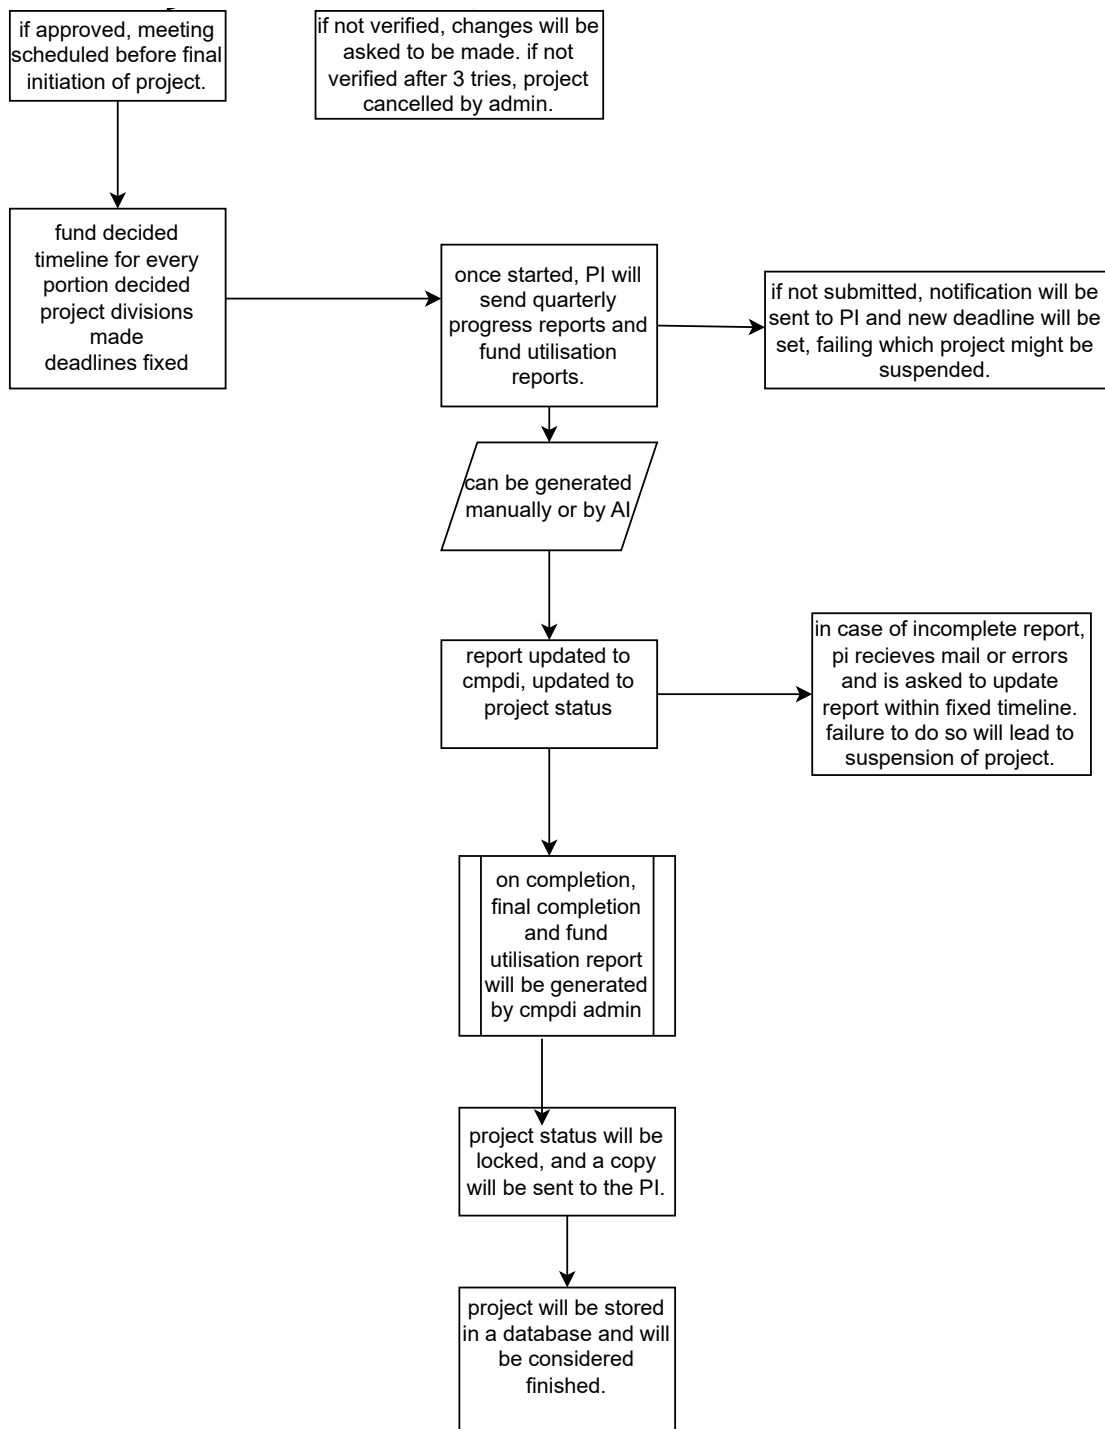 if approved, meeting
scheduled before final
initiation of project.
if not verified, changes will be
asked to be made. if not
verified after 3 tries, project
cancelled by admin.
fund decided
timeline for every
portion decided
project divisions
made
deadlines fixed
once started, PI will
send quarterly
progress reports and
fund utilisation
reports.
if not submitted, notification will be
sent to PI and new deadline will be
set, failing which project might be
suspended.
can be generated
manually or by AI
report updated to
cmpdi, updated to
project status
in case of incomplete report,
pi recieves mail or errors
and is asked to update
report within fixed timeline.
failure to do so will lead to
suspension of project.
on completion,
final completion
and fund
utilisation report
will be generated
by cmpdi admin
project status will be
locked, and a copy
will be sent to the PI.
project will be stored
in a database and will
be considered
finished.